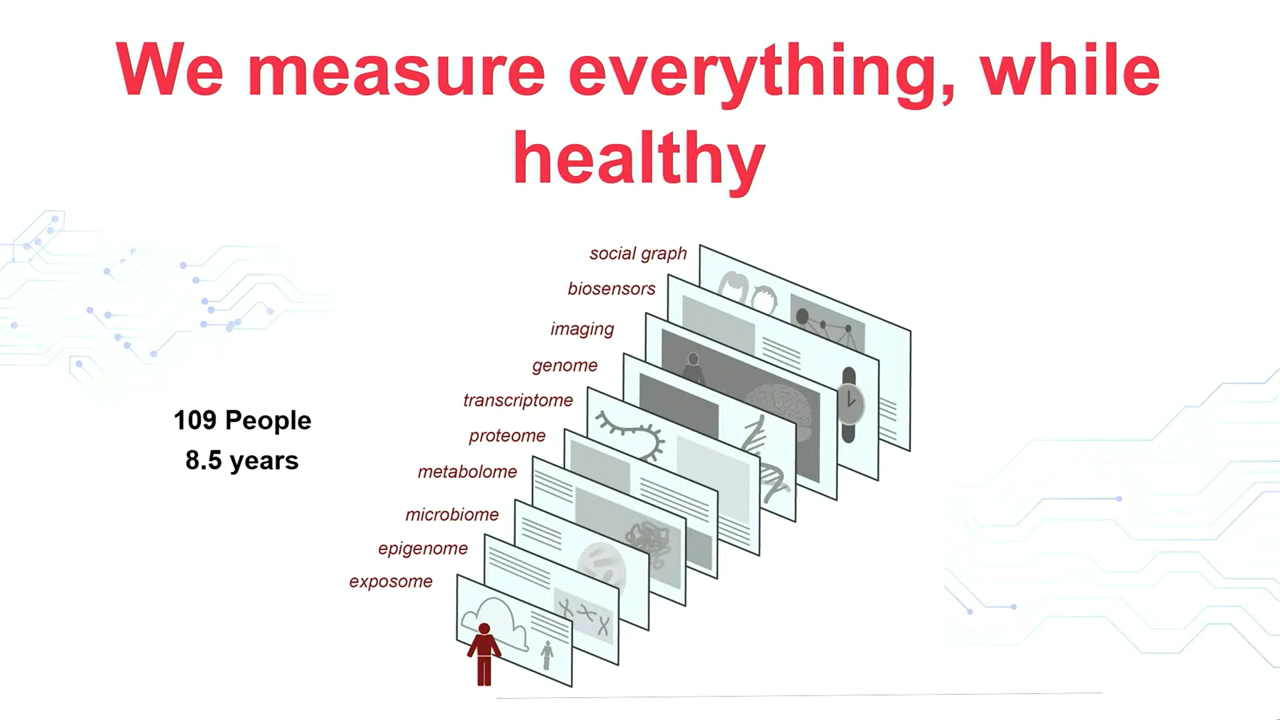 We measure everything, while
healthy
social graph
biosensors
imaging
genome
transcriptome
proteome
metabolome
microbiome
epigenome
exposome
109 People
8.5 years